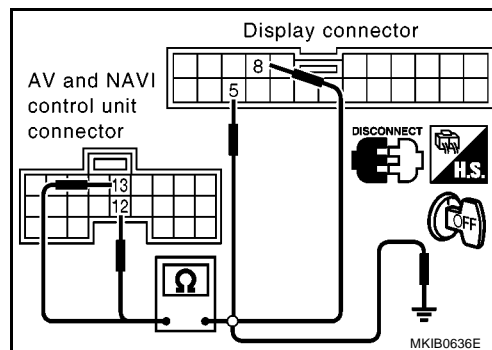 Display connector
8
5
AV and NAVI
control unit
connector
13
12
DISCONNECT
H.S.
OFF
Ω
MKIB0636E